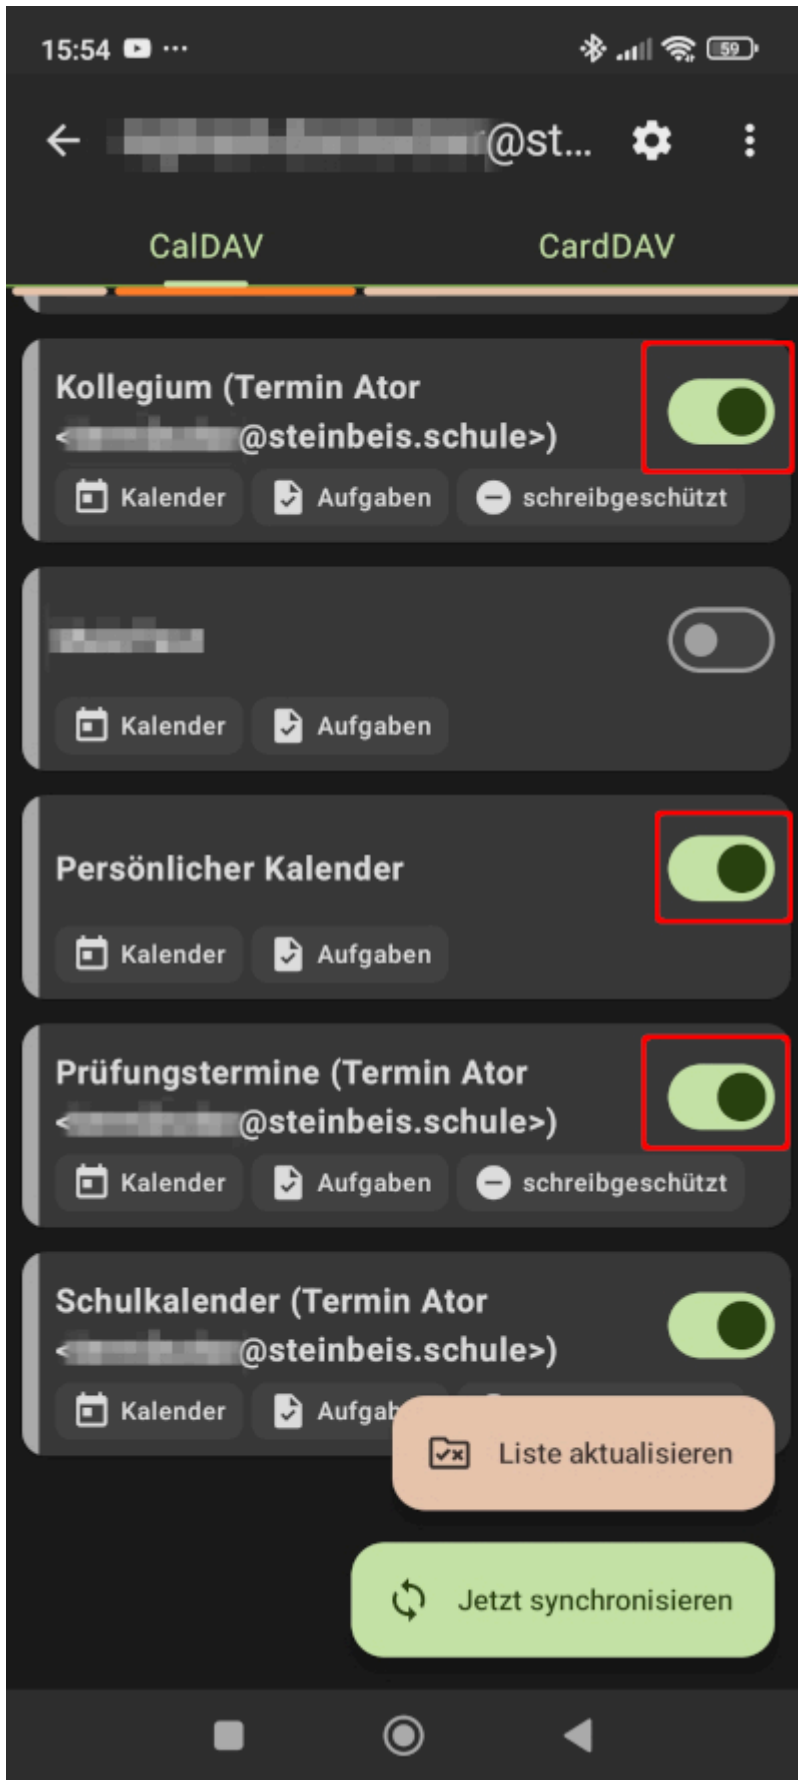 15:54
59
@st...
CalDAV
CardDAV
Kollegium (Termin Ator
@steinbeis.schule>)
Kalender Aufgaben schreibgeschützt
Kalender Aufgaben
Persönlicher Kalender
Kalender Aufgaben
Prüfungstermine (Termin Ator
@steinbeis.schule>)
Kalender Aufgaben schreibgeschützt
Schulkalender (Termin Ator
@steinbeis.schule>)
Kalender
Liste aktualisieren
Jetzt synchronisieren